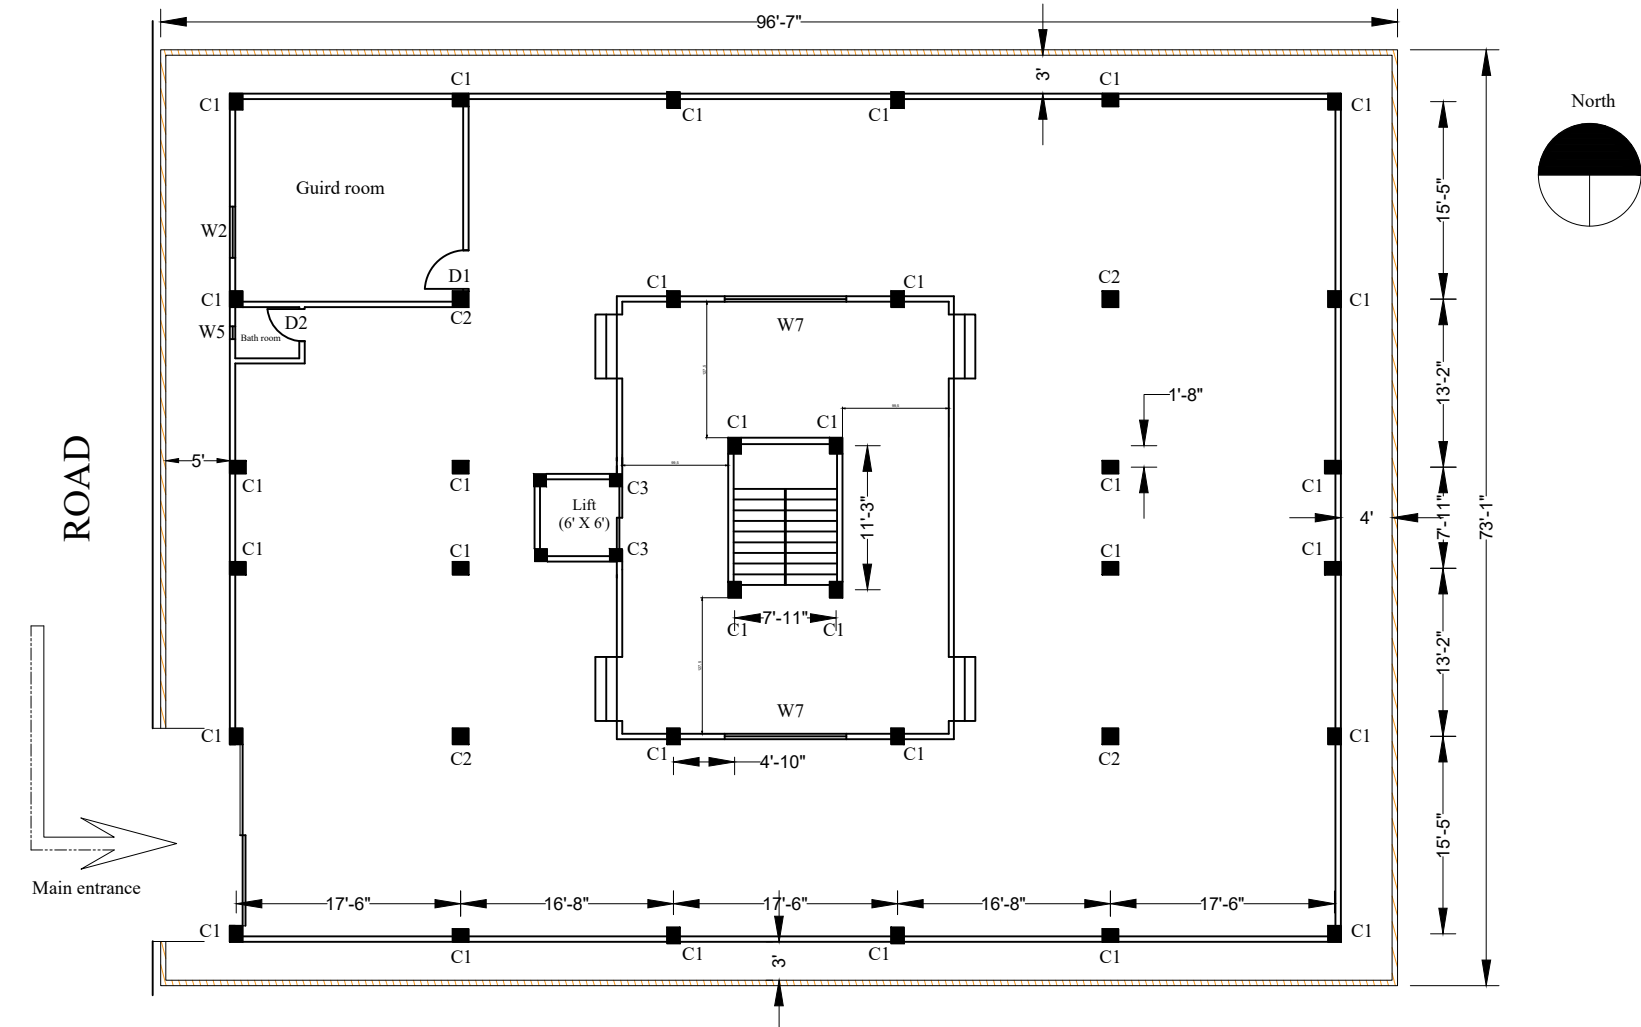 96'-7"
3'
C1
C1
C1
C1
C1
C1
North
Guird room
15'-5"
W2
D1
C1
C1
C2
C1
C1
C2
C1
D2
W5
Bath room
W7
13'-2"
1'-8"
C1
C1
ROAD
5'
C1
C1
C3
C1
C1
Lift
(6' X 6')
11'-3"
4'
7'-11"
73'-1"
C1
C1
C3
C1
C1
7'-11"
C1
C1
13'-2"
W7
C1
C2
C1
C1
C2
C1
4'-10"
15'-5"
Main entrance
17'-6"
16'-8"
17'-6"
16'-8"
17'-6"
C1
C1
C1
C1
C1
C1
3'